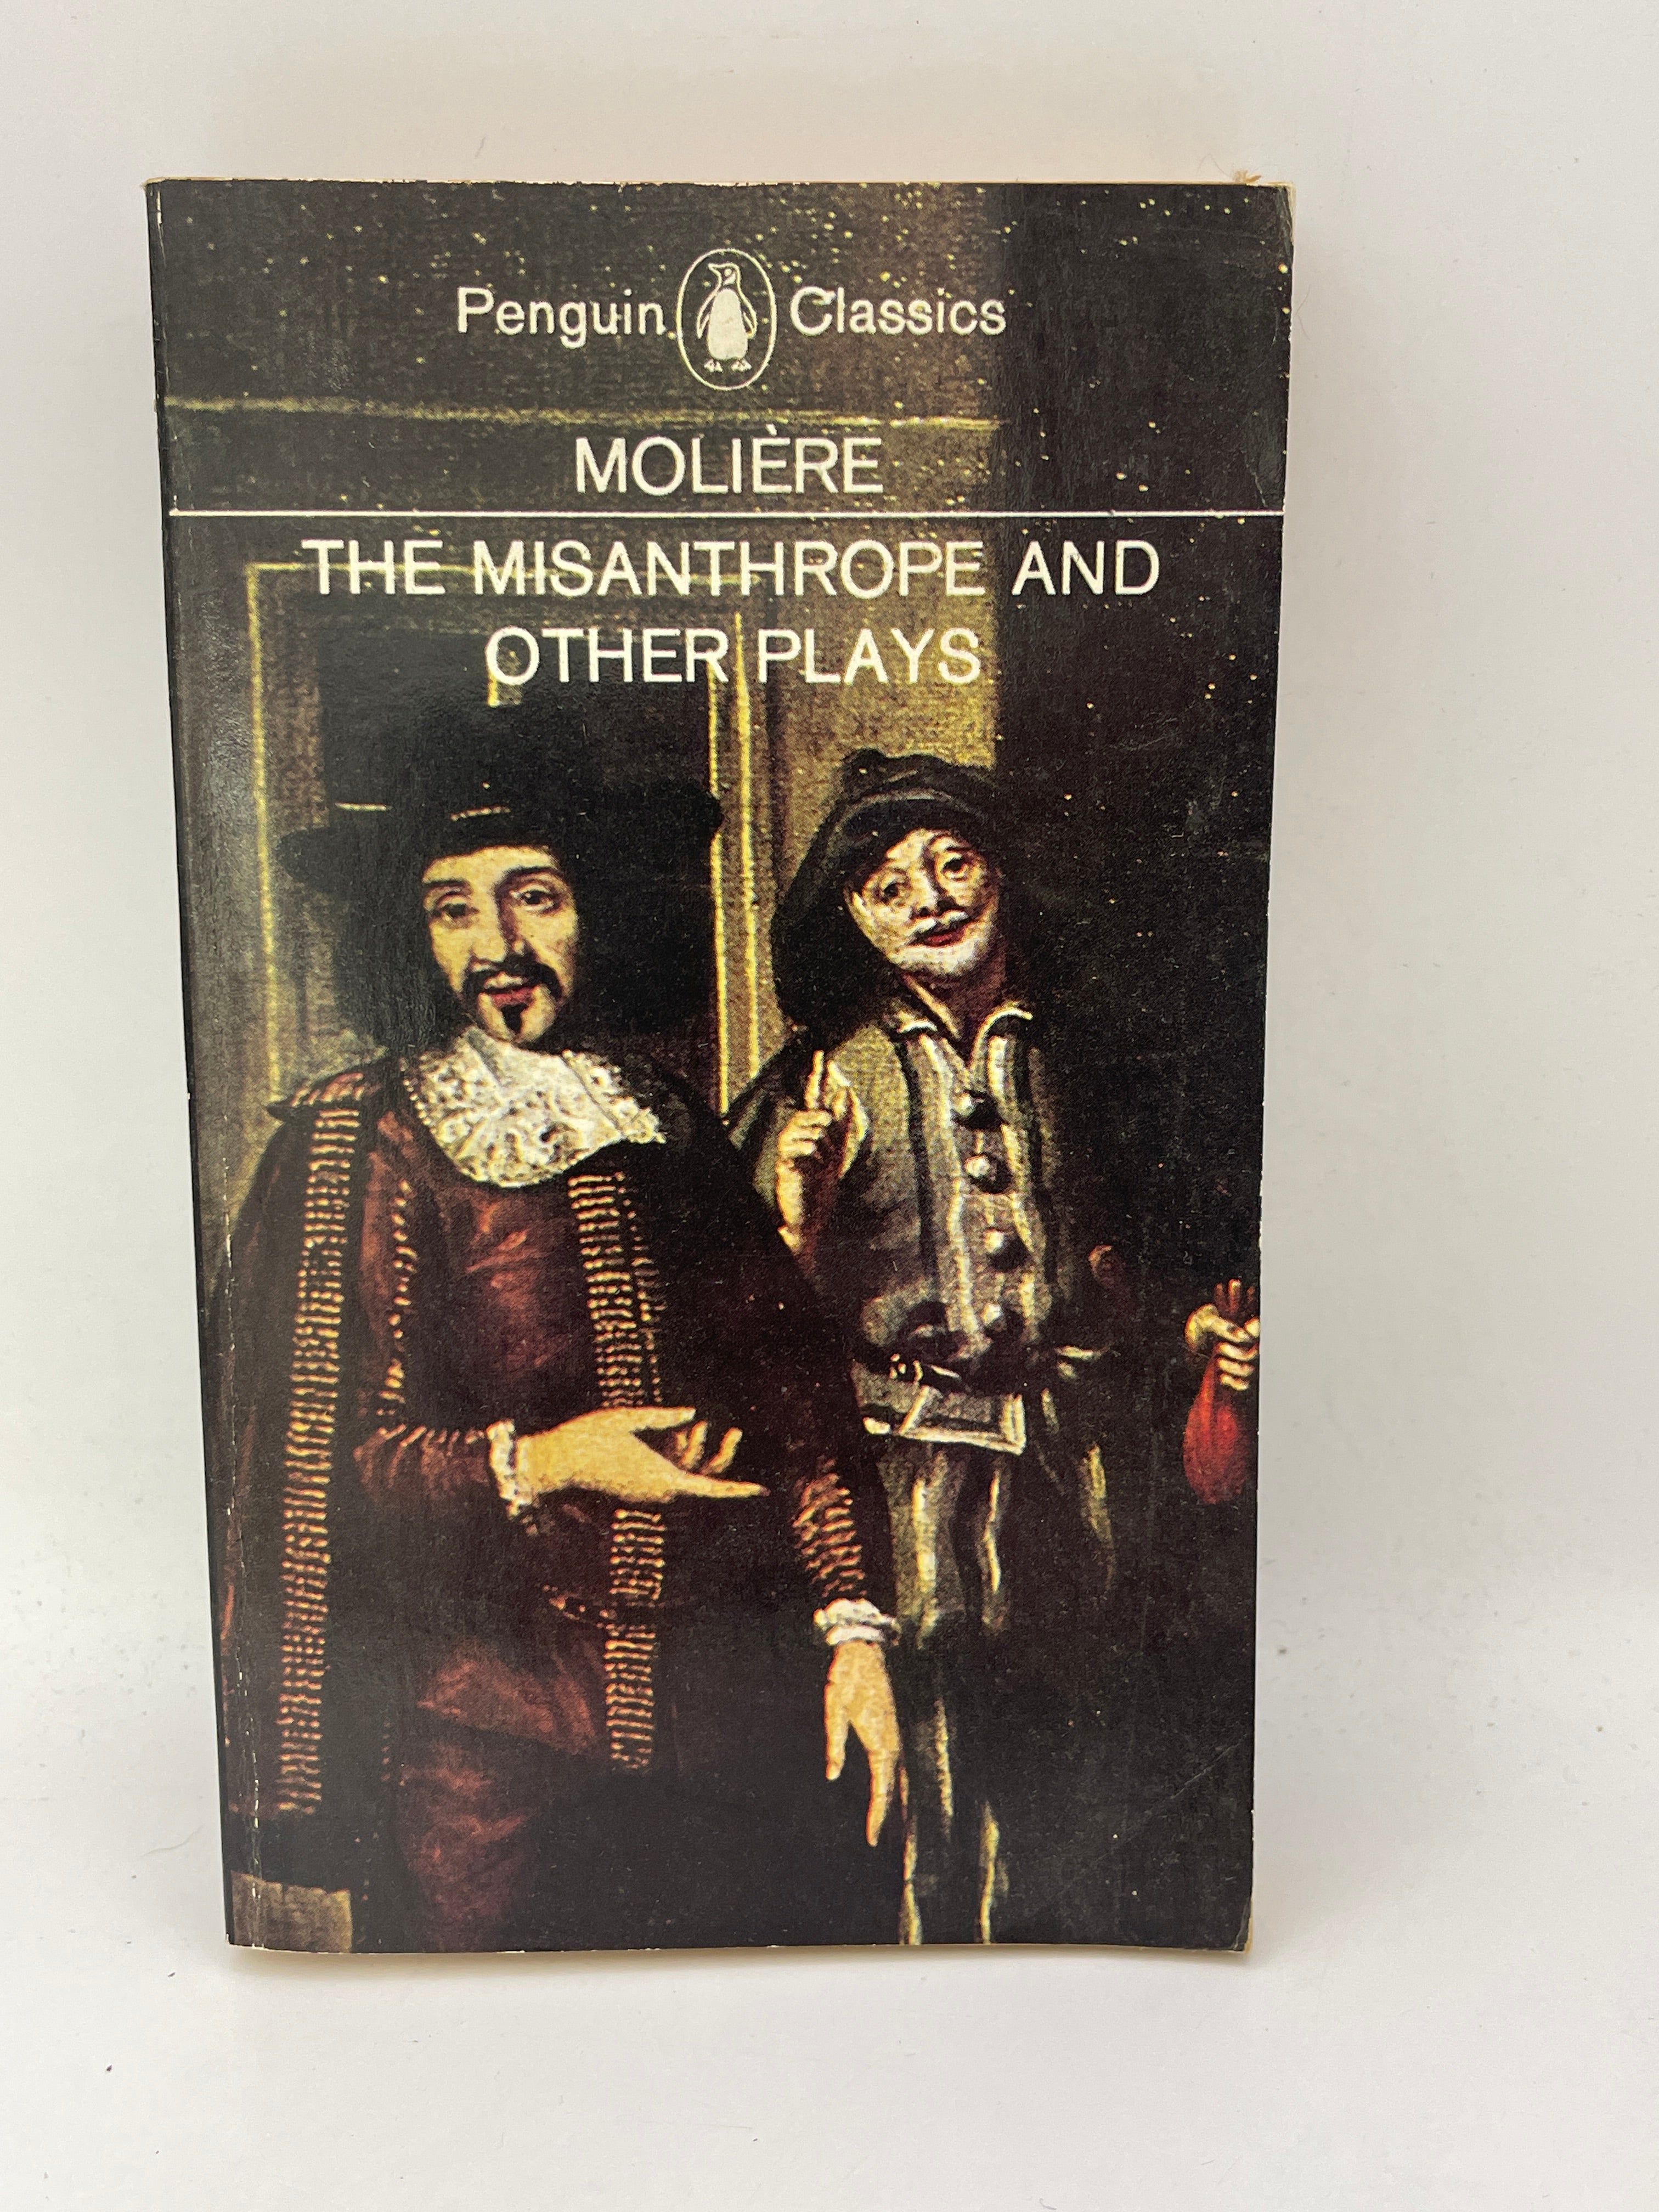 Penguin Classics
MOLIÈRE
THE MISANTHROPE AND
OTHER PLAYS